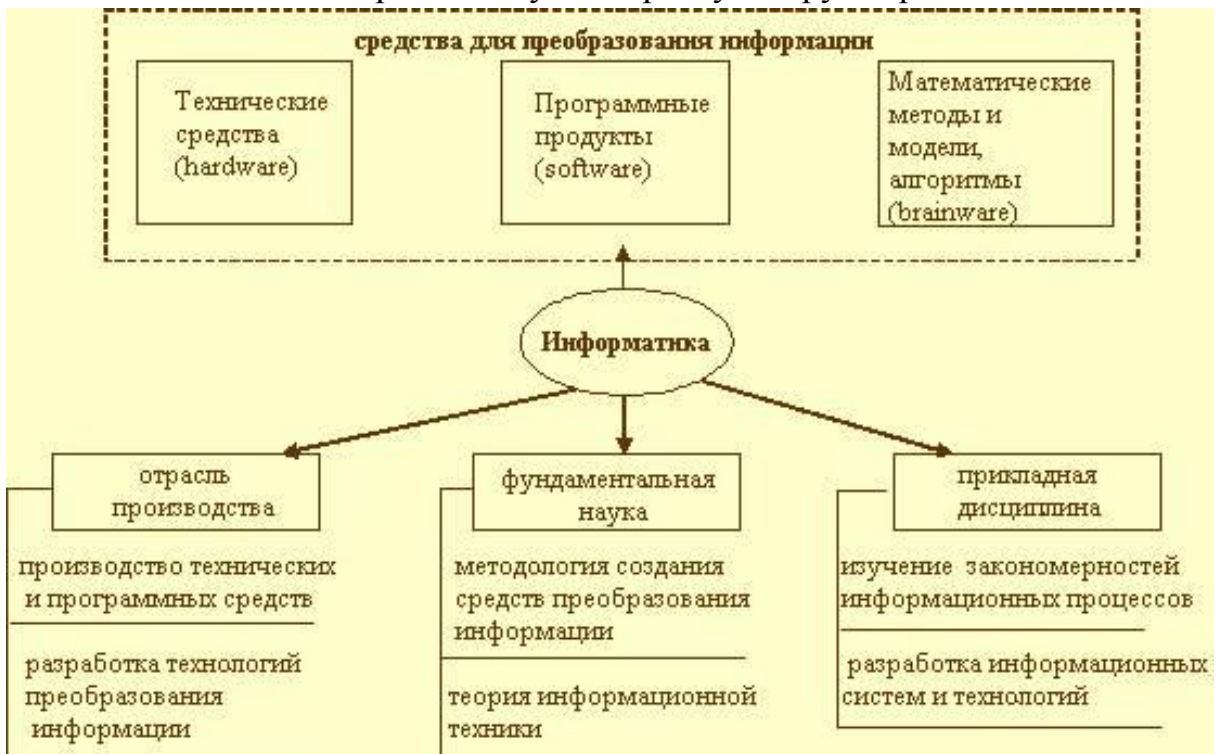 средства для преобразования информации
Технические
средства
(hardware)
Программные
продукты
(software)
Математические
методы и
модели,
алгоритмы
(brainware)
Информатика
отрасль
производства
производство технических
и программных средств
разработка технологий
преобразования
информации
фундаментальная
наука
методология создания
средств преобразования
информации
теория информационной
техники
прикладная
дисциплина
изучение закономерностей
информационных процессов
разработка информационных
систем и технологий